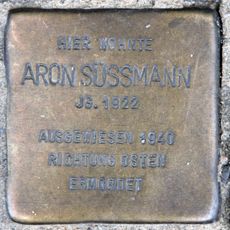 HIER WOHNTE
ARON SÜSSMANN
JG. 1922
AUSGEWIESEN 1940
RICHTUNG OSTEN
ERMORDET